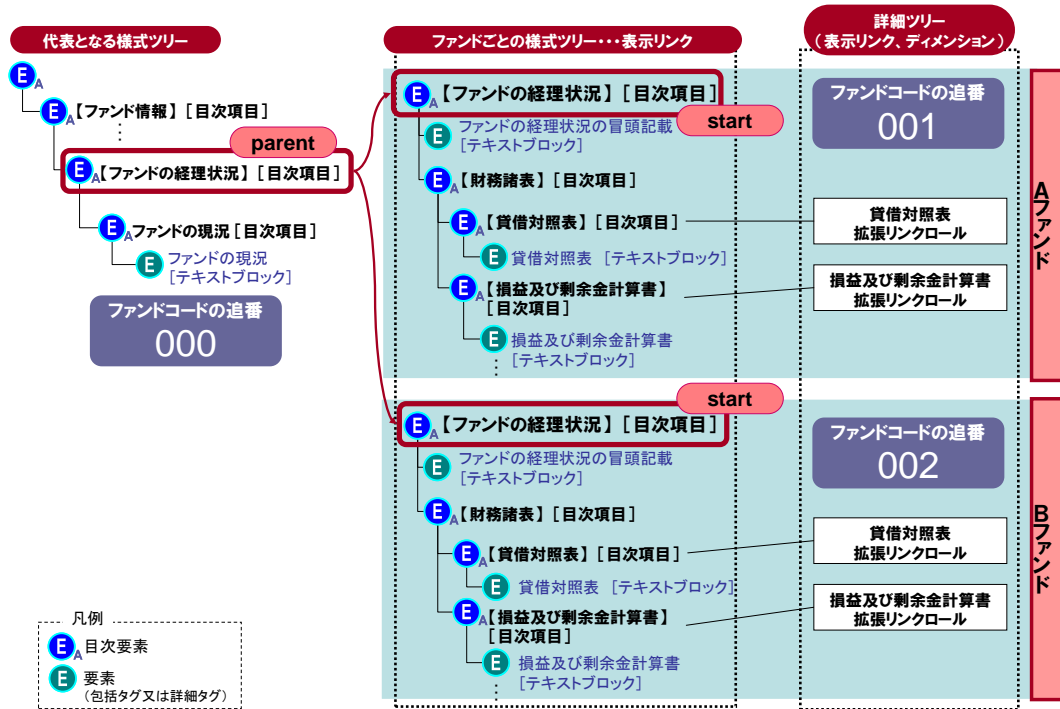 代表となる様式ツリー
E
A
E
A
【ファンド情報】 [目次項目]
⋮
parent
E
A
【ファンドの経理状況】 [目次項目]
E
A
ファンドの現況 [目次項目]
E
ファンドの現況
[テキストブロック]
ファンドコードの追番
000
凡例
E
A
目次要素
E
要素
(包括タグ又は詳細タグ)
ファンドごとの様式ツリー・・・表示リンク
E
A
【ファンドの経理状況】 [目次項目]
start
E
ファンドの経理状況の冒頭記載
[テキストブロック]
E
A
【財務諸表】 [目次項目]
E
A
【貸借対照表】 [目次項目]
E
貸借対照表 [テキストブロック]
E
A
【損益及び剰余金計算書】
[目次項目]
E
損益及び剰余金計算書
[テキストブロック]
⋮
start
E
A
【ファンドの経理状況】 [目次項目]
E
ファンドの経理状況の冒頭記載
[テキストブロック]
E
A
【財務諸表】 [目次項目]
E
A
【貸借対照表】 [目次項目]
E
貸借対照表 [テキストブロック]
E
A
【損益及び剰余金計算書】
[目次項目]
E
損益及び剰余金計算書
[テキストブロック]
⋮
詳細ツリー
(表示リンク、ディメンション)
ファンドコードの追番
001
貸借対照表
拡張リンクロール
損益及び剰余金計算書
拡張リンクロール
Aファンド
ファンドコードの追番
002
貸借対照表
拡張リンクロール
損益及び剰余金計算書
拡張リンクロール
Bファンド